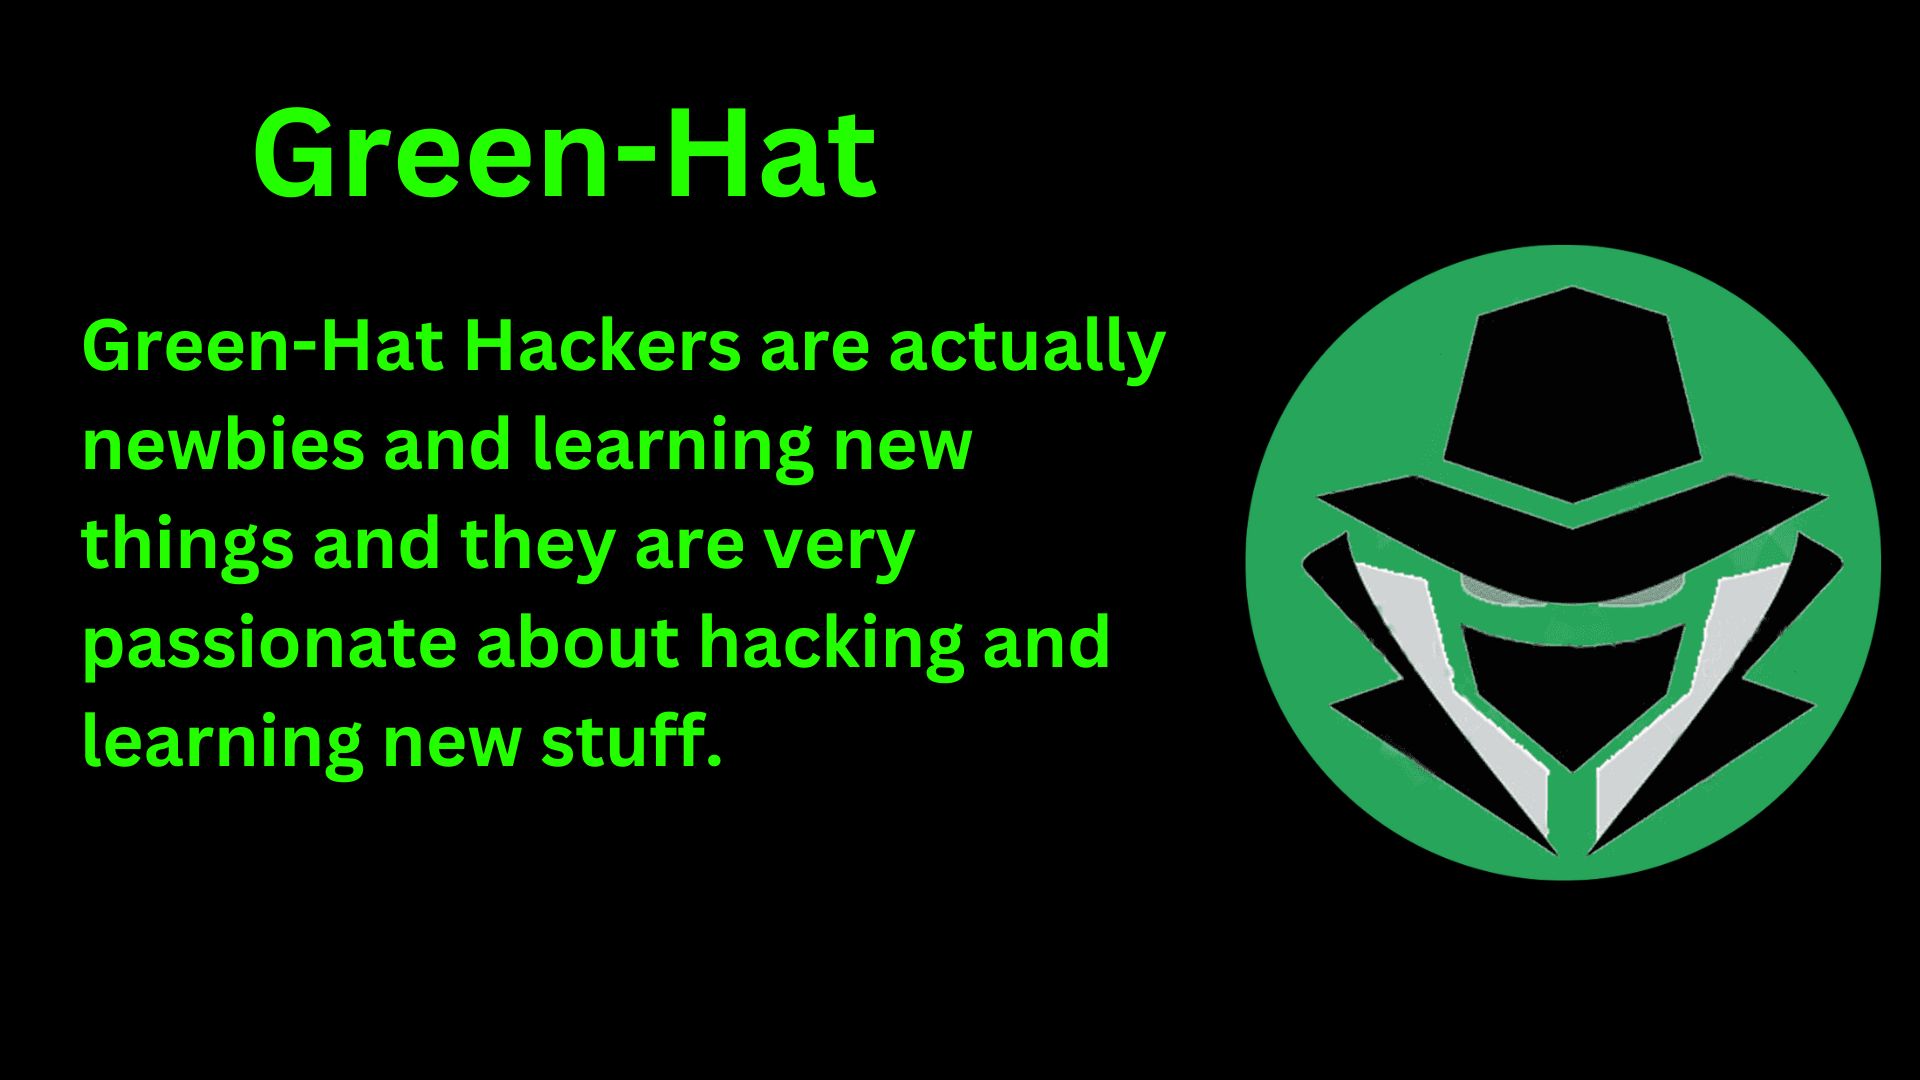 Green-Hat
Green-Hat Hackers are actually
newbies and learning new
things and they are very
passionate about hacking and
learning new stuff.